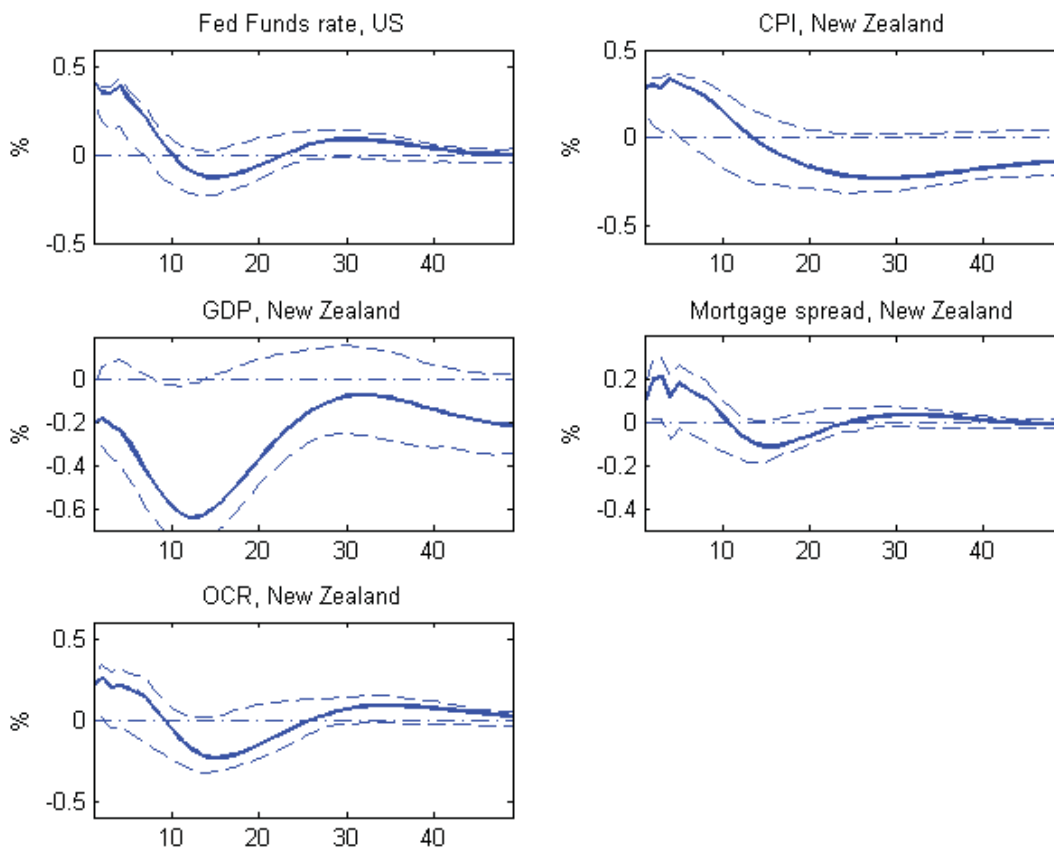 Fed Funds rate, US
0.5
0
-0.5
%
10 20 30 40
CPI, New Zealand
0.5
0
-0.5
%
10 20 30 40
GDP, New Zealand
0
-0.2
-0.4
-0.6
%
10 20 30 40
Mortgage spread, New Zealand
0.2
0
-0.2
-0.4
%
10 20 30 40
OCR, New Zealand
0.5
0
-0.5
%
10 20 30 40